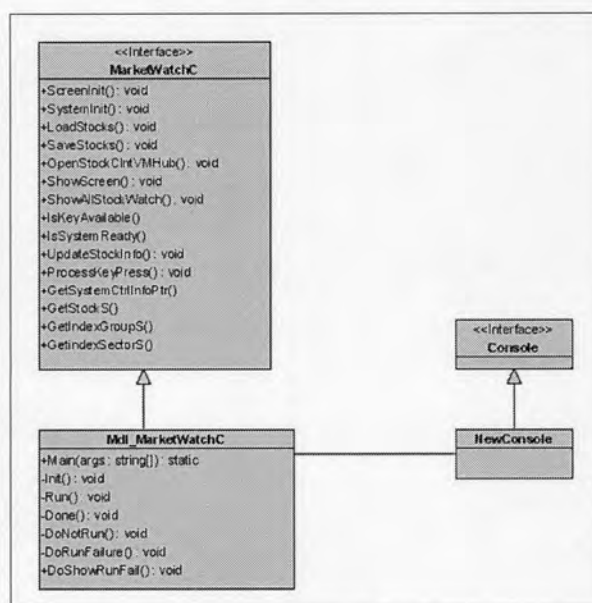 <<Interface>>
MarketWatchC
+ScreenInit(): void
+SystemInit(): void
+LoadStocks(): void
+SaveStocks(): void
+OpenStockClntVMHub(): void
+ShowScreen(): void
+ShowAllStockWatch(): void
+IsKeyAvailable()
+IsSystemReady()
+UpdateStockInfo(): void
+ProcessKeyPress(): void
+GetSystemCtrlInfoPtr()
+GetStockS()
+GetIndexGroupS()
+GetIndexSectorS()
<<Interface>>
Console
Mdl_MarketWatchC
+Main(args: string[]): static
-Init(): void
-Run(): void
-Done(): void
-DoNotRun(): void
-DoRunFailure(): void
+DoShowRunFail(): void
NewConsole